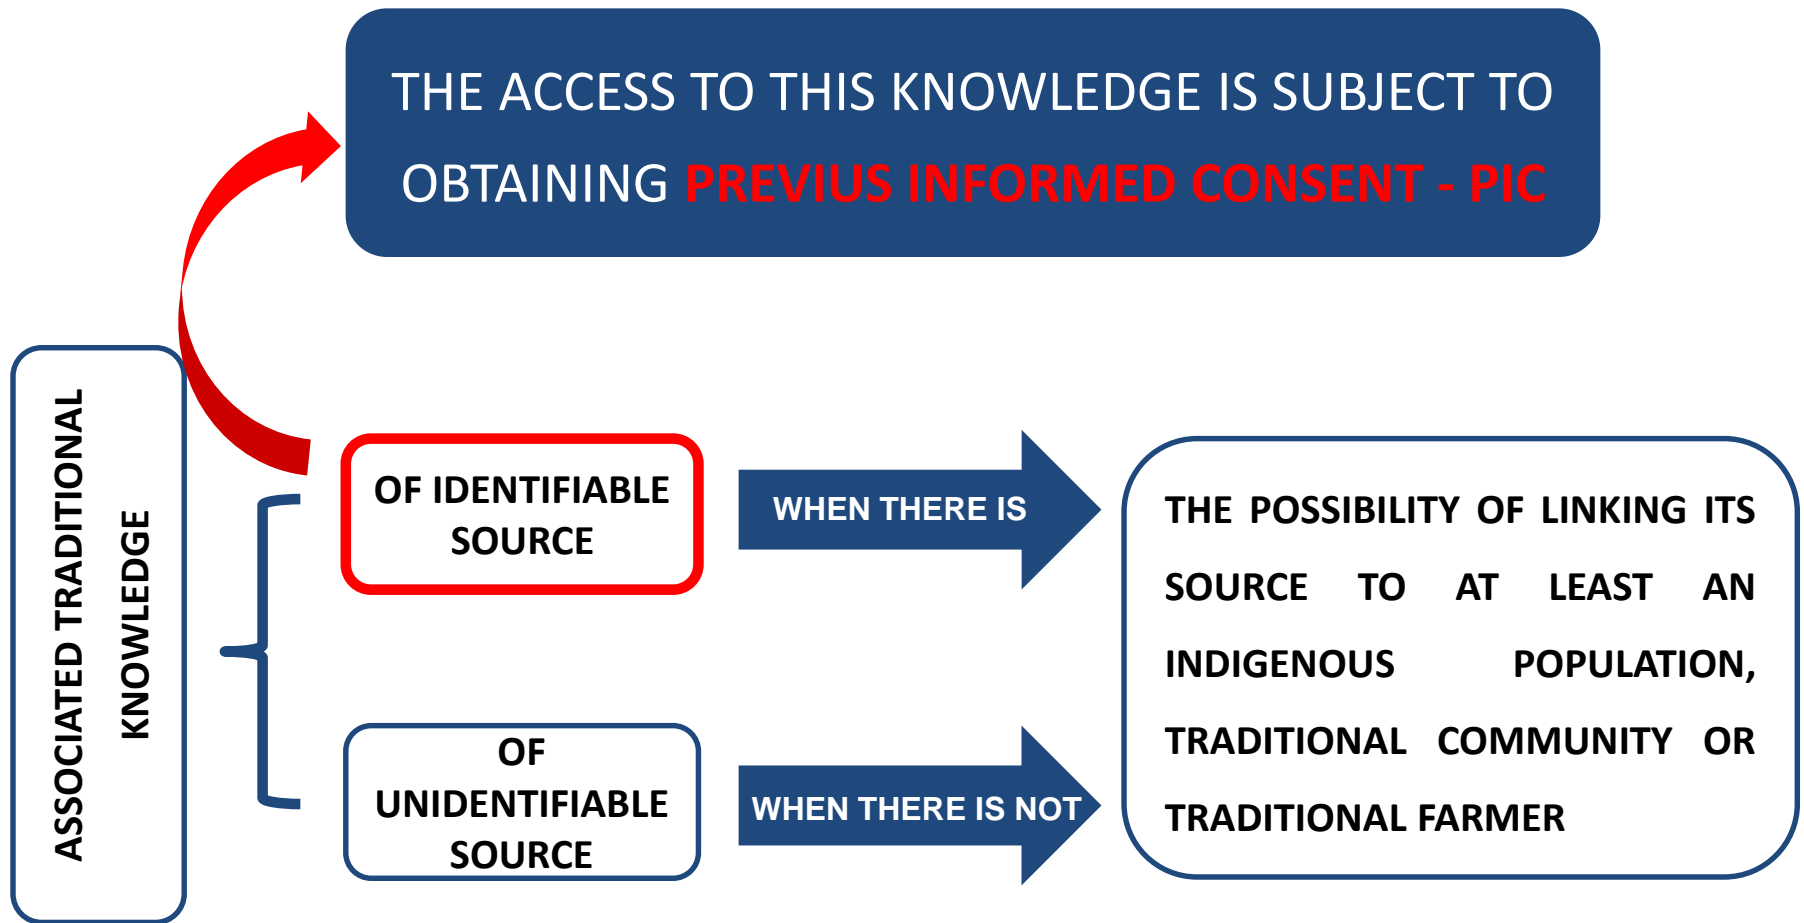 THE ACCESS TO THIS KNOWLEDGE IS SUBJECT TO
OBTAINING PREVIUS INFORMED CONSENT - PIC
ASSOCIATED TRADITIONAL
KNOWLEDGE
OF IDENTIFIABLE
SOURCE
WHEN THERE IS
OF
UNIDENTIFIABLE
SOURCE
WHEN THERE IS NOT
THE POSSIBILITY OF LINKING ITS
SOURCE TO AT LEAST AN
INDIGENOUS POPULATION,
TRADITIONAL COMMUNITY OR
TRADITIONAL FARMER